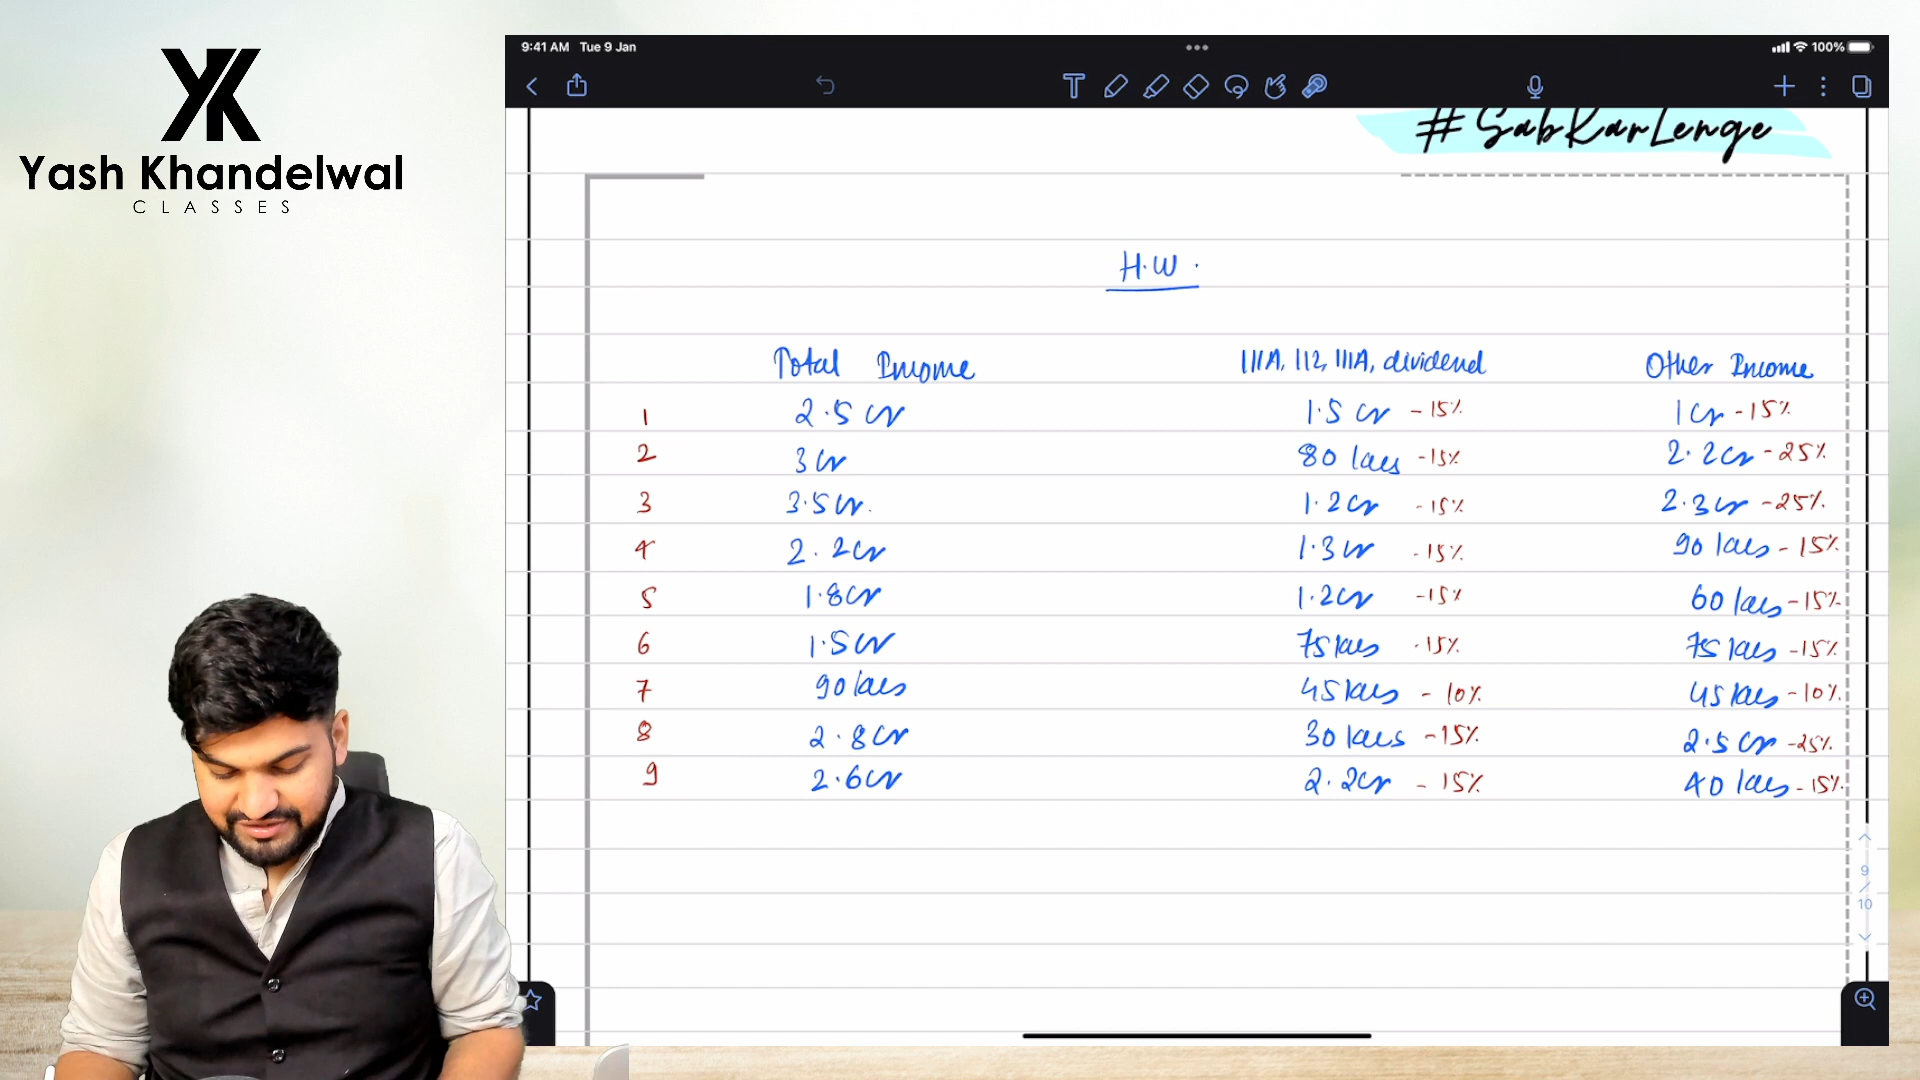 YK
Yash Khandelwal
CLASSES
9:41 AM Tue 9 Jan
100%
T
#SabKarLenge
H.W.
Total Income 111A, 112, 111A, dividend Other Income
1 2.5 cr 1.5 cr - 15% 1 cr - 15%
2 3 cr 80 lacs - 15% 2.2 cr - 25%
3 3.5 cr. 1.2 cr - 15% 2.3 cr - 25%
4 2.2 cr 1.3 cr - 15% 90 lacs - 15%
5 1.8 cr 1.2 cr - 15% 60 lacs - 15%
6 1.5 cr 75 lacs - 15% 75 lacs - 15%
7 90 lacs 45 lacs - 10% 45 lacs - 10%
8 2.8 cr 30 lacs - 15% 2.5 cr - 25%
9 2.6 cr 2.2 cr - 15% 40 lacs - 15%
9
/
10